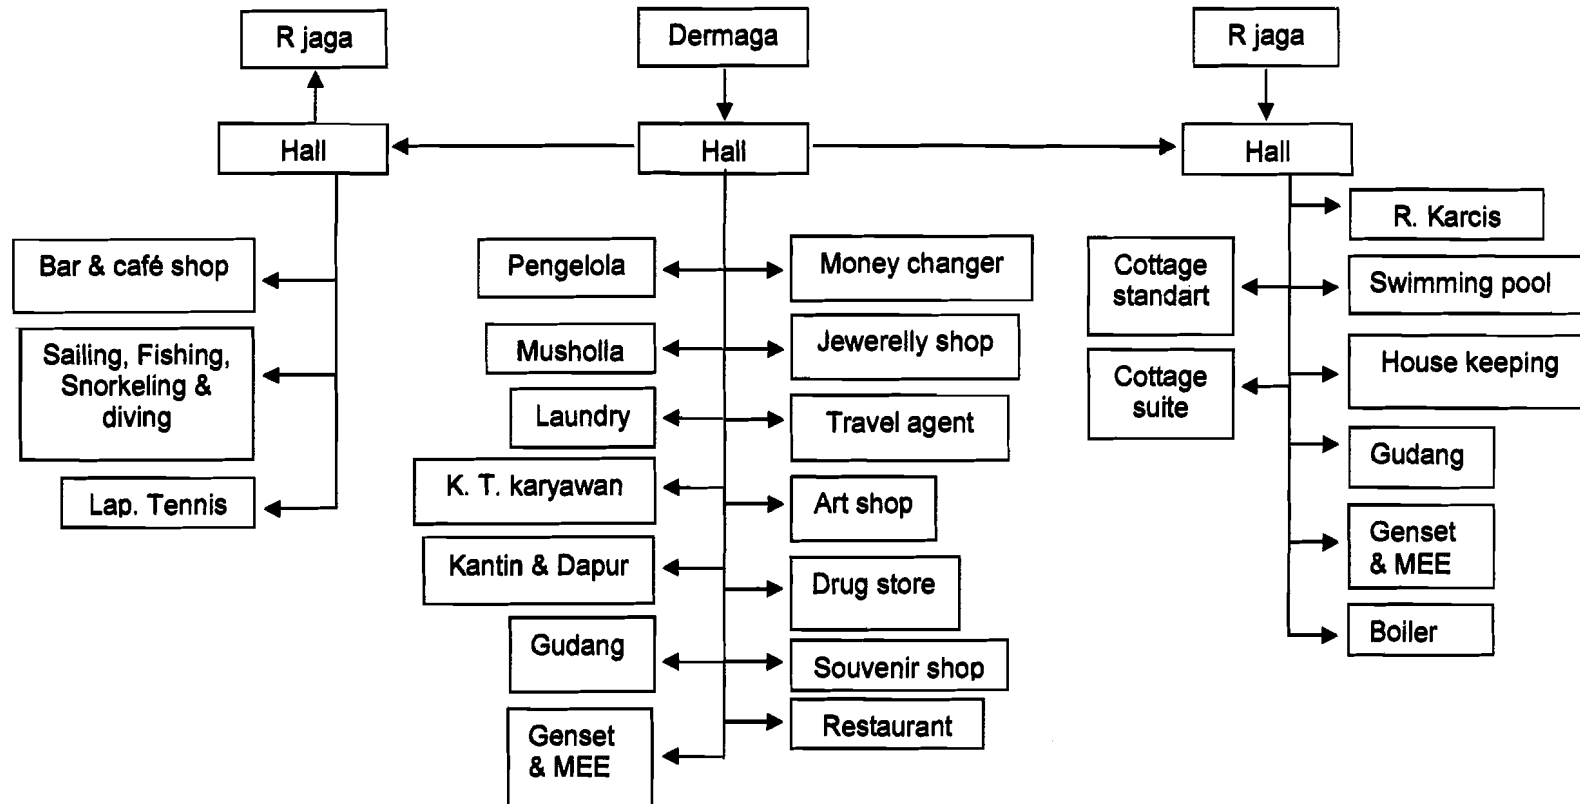 R jaga
Dermaga
R jaga
Hall
Hall
Hall
Bar & café shop
Sailing, Fishing,
Snorkeling &
diving
Lap. Tennis
Pengelola
Musholla
Laundry
K. T. karyawan
Kantin & Dapur
Gudang
Genset
& MEE
Money changer
Jewerelly shop
Travel agent
Art shop
Drug store
Souvenir shop
Restaurant
Cottage
standart
Cottage
suite
R. Karcis
Swimming pool
House keeping
Gudang
Genset
& MEE
Boiler